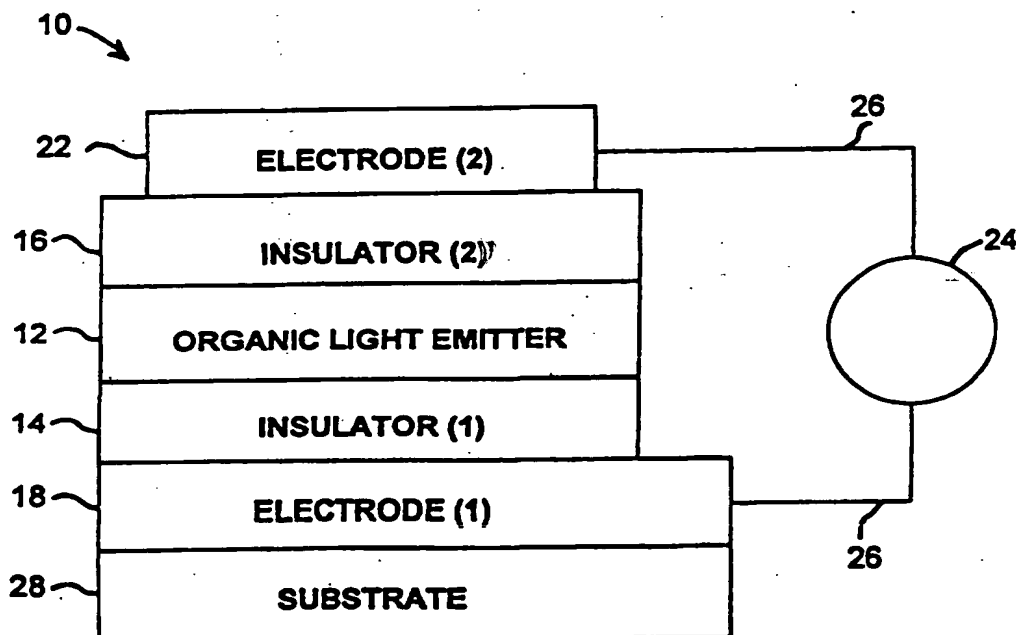 10
26
22
ELECTRODE (2)
16
INSULATOR (2)
24
12
ORGANIC LIGHT EMITTER
14
INSULATOR (1)
18
ELECTRODE (1)
26
28
SUBSTRATE